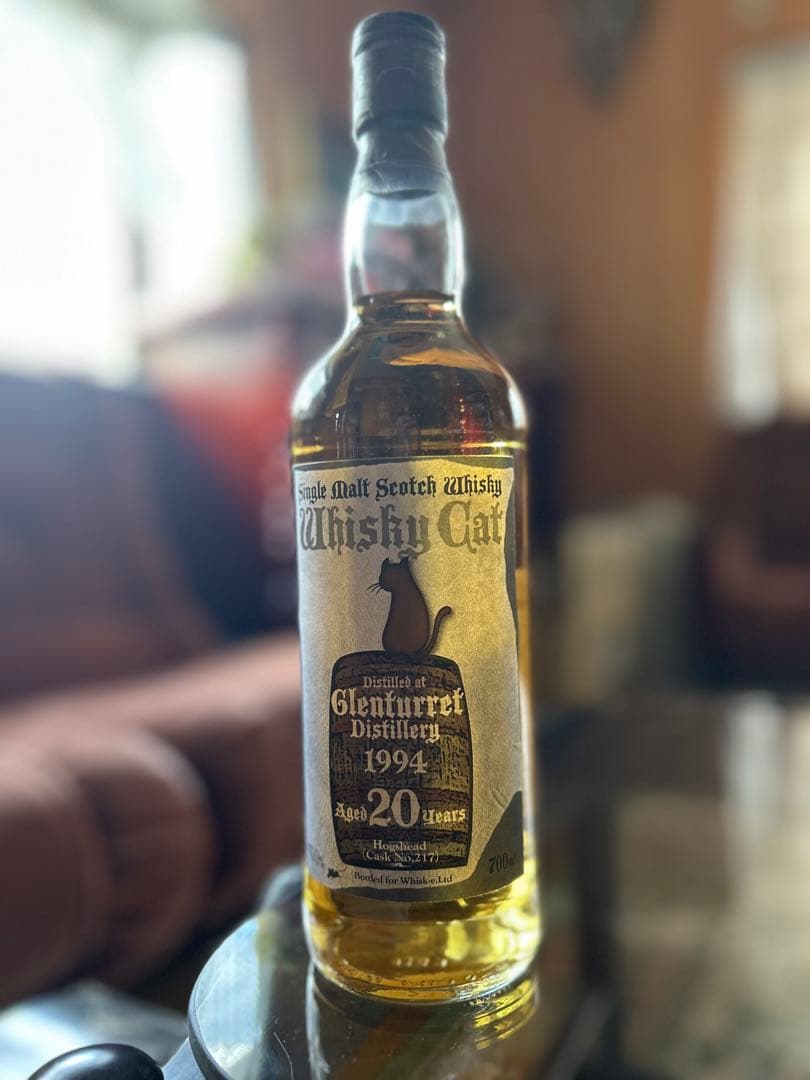 Single Malt Scotch Whisky
Whisky Cat
Distilled at
Glenturret
Distillery
1994
Aged 20 Years
Hogshead
(Cask No.217)
700ml
Bottled for Whisk-e.Ltd